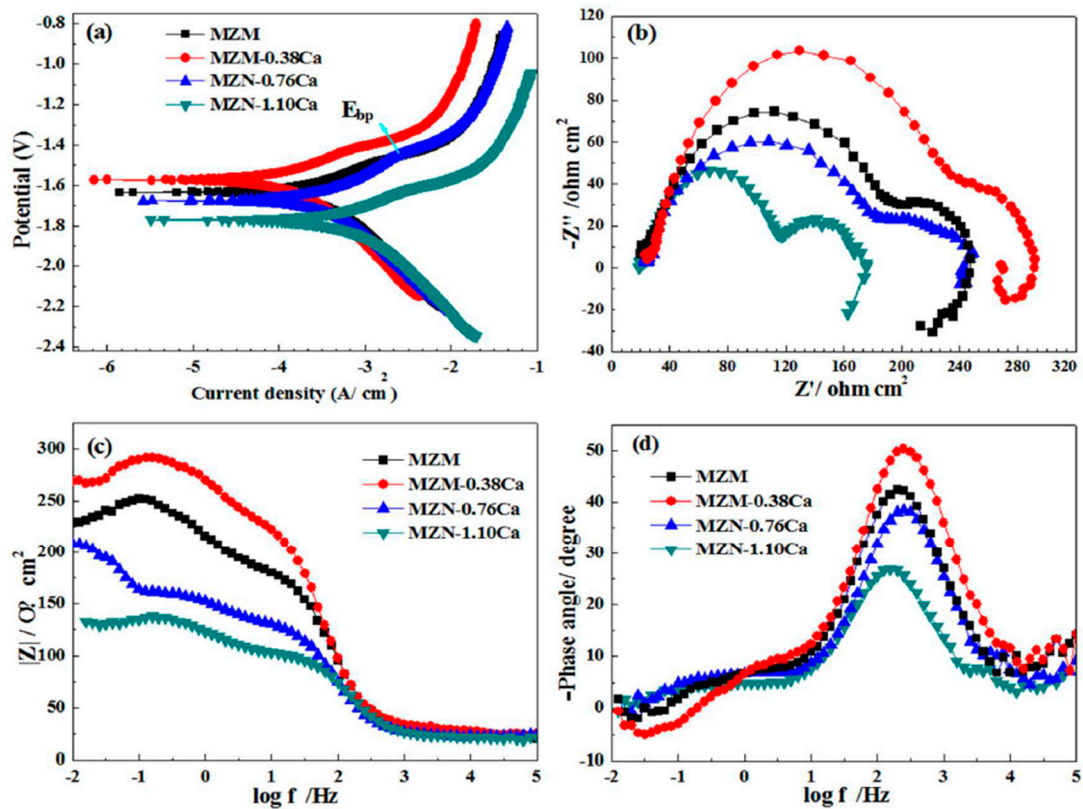 (a)
MZM
MZM-0.38Ca
MZN-0.76Ca
MZN-1.10Ca
E_bp
Potential (V)
-0.8
-1.0
-1.2
-1.4
-1.6
-1.8
-2.0
-2.2
-2.4
-6 -5 -4 -3 -2 -1
Current density (A/ cm2)
(b)
-Z''/ohm cm2
120
100
80
60
40
20
0
-20
-40
0 40 80 120 160 200 240 280 320
Z'/ ohm cm2
(c)
MZM
MZM-0.38Ca
MZN-0.76Ca
MZN-1.10Ca
|Z| / O? cm2
300
250
200
150
100
50
0
-2 -1 0 1 2 3 4 5
log f /Hz
(d)
MZM
MZM-0.38Ca
MZN-0.76Ca
MZN-1.10Ca
-Phase angle/ degree
50
40
30
20
10
0
-10
-2 -1 0 1 2 3 4 5
log f /Hz